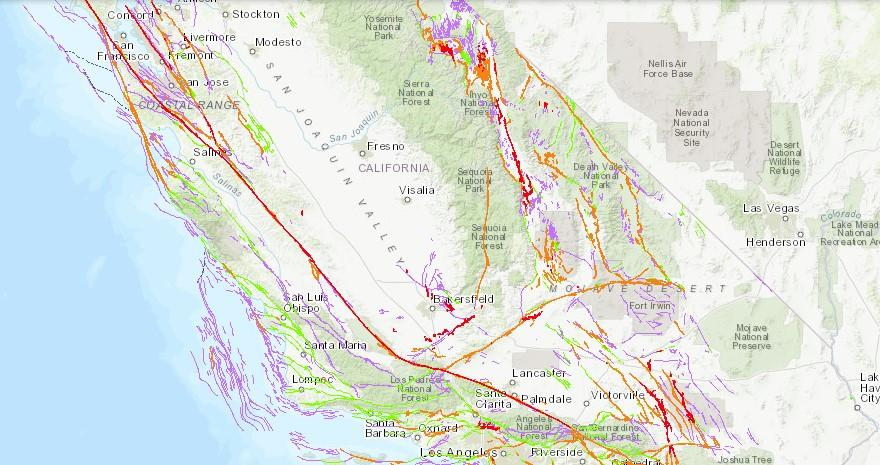 Concord
Stockton
Yosemite
National
Park
Livermore
San
Francisco
Fremont
Modesto
San Jose
COASTAL RANGE
SAN JOAQUIN VALLEY
San Joaquin
Sierra
National
Forest
Inyo
National
Forest
Nellis Air
Force Base
Nevada
National
Security
Site
Desert
National
Wildlife
Refuge
Salinas
Salinas
Fresno
CALIFORNIA
Visalia
Sequoia
National
Park
Death Valley
National
Park
Las Vegas
Henderson
Colorado
Lake Mead
National
Recreation Are
Sequoia
National
Forest
MOJAVE DESERT
San Luis
Obispo
Bakersfield
Fort Irwin
Mojave
National
Preserve
Santa Maria
Lompoc
Los Padres
National
Forest
Lancaster
Santa
Clarita
Palmdale
Victorville
Lak
Hav
City
Santa
Barbara
Oxnard
Angeles
National
Forest
San Bernardino
National Forest
Los Angeles
Riverside
Cathedral
Joshua Tree